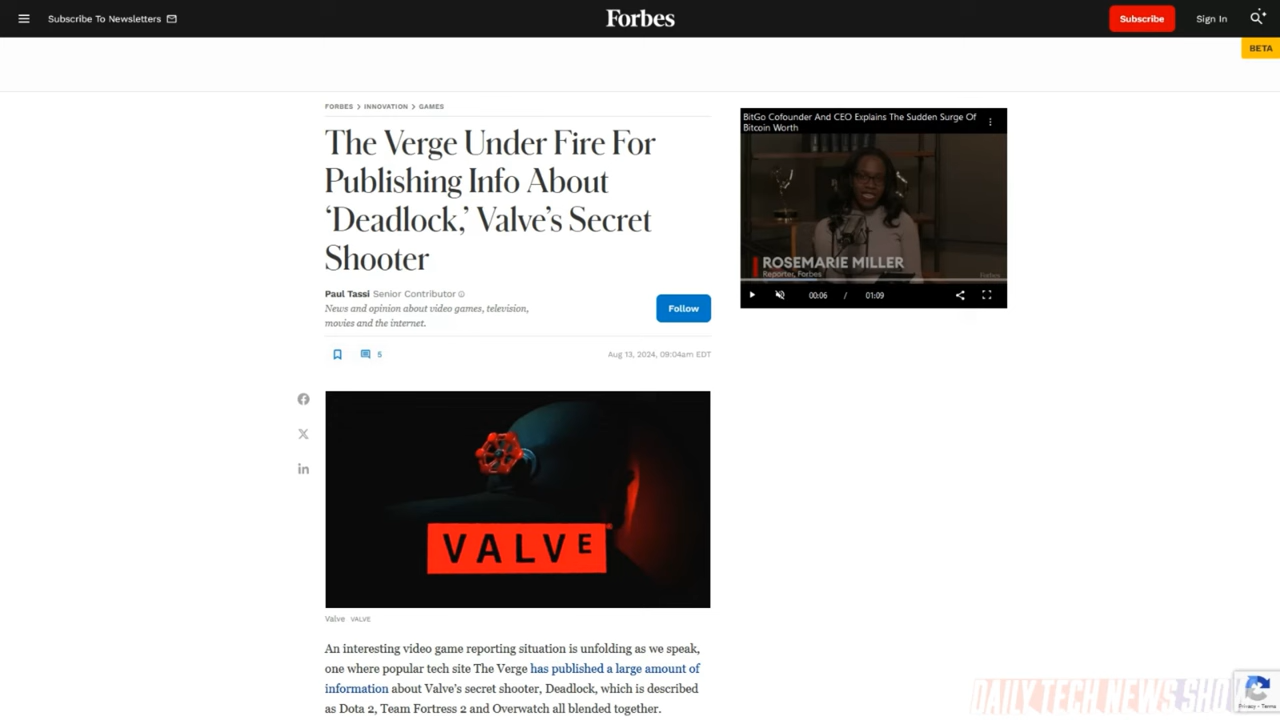 Subscribe To Newsletters
Forbes
Subscribe
Sign In
BETA
FORBES > INNOVATION > GAMES
The Verge Under Fire For
Publishing Info About
‘Deadlock,’ Valve’s Secret
Shooter
Paul Tassi Senior Contributor
News and opinion about video games, television,
movies and the internet.
Follow
5
Aug 13, 2024, 09:04am EDT
BitGo Cofounder And CEO Explains The Sudden Surge Of
Bitcoin Worth
ROSEMARIE MILLER
Reporter, Forbes
Forbes
00:06 / 01:09
VALVE
Valve VALVE
An interesting video game reporting situation is unfolding as we speak,
one where popular tech site The Verge has published a large amount of
information about Valve’s secret shooter, Deadlock, which is described
as Dota 2, Team Fortress 2 and Overwatch all blended together.
DAILY TECH NEWS SHOW
Privacy - Terms